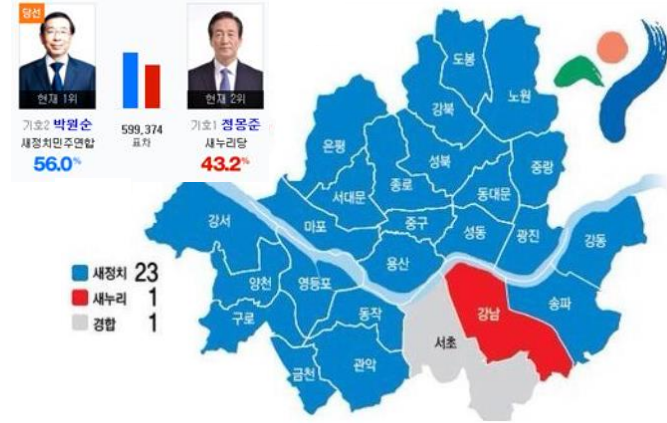 당선
현재 1위
현재 2위
기호2 박원순
새정치민주연합
56.0%
599,374
표차
기호1 정몽준
새누리당
43.2%
도봉
노원
강북
은평
성북
중랑
서대문
종로
동대문
강서
마포
중구
성동
광진
강동
용산
양천
영등포
송파
강남
동작
구로
서초
관악
금천
새정치 23
새누리 1
경합 1